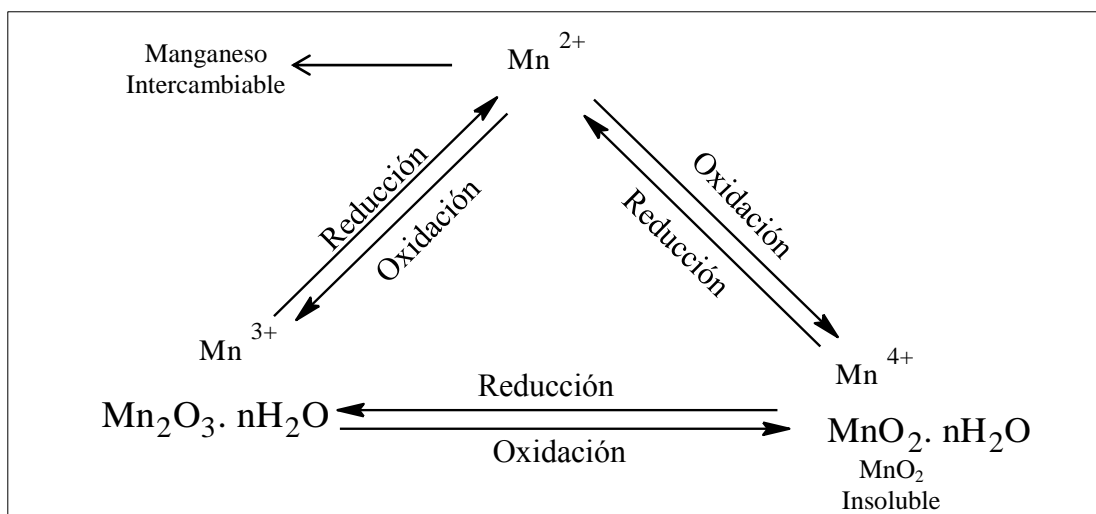 Manganeso
Intercambiable
Mn 2+
Reducción
Oxidación
Oxidación
Reducción
Mn 3+
Mn2O3. nH2O
Reducción
Oxidación
Mn 4+
MnO2. nH2O
MnO2
Insoluble